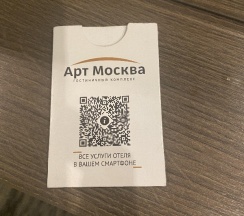 Арт Москва
гостиничный комплекс
ВСЕ УСЛУГИ ОТЕЛЯ
В ВАШЕМ СМАРТФОНЕ